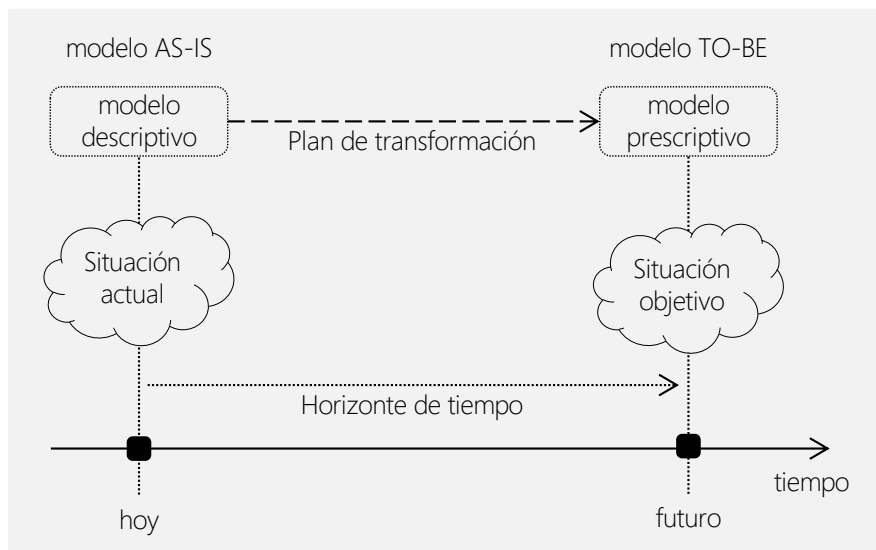 modelo AS-IS
modelo TO-BE
modelo
descriptivo
Plan de transformación
modelo
prescriptivo
Situación
actual
Situación
objetivo
Horizonte de tiempo
tiempo
hoy
futuro